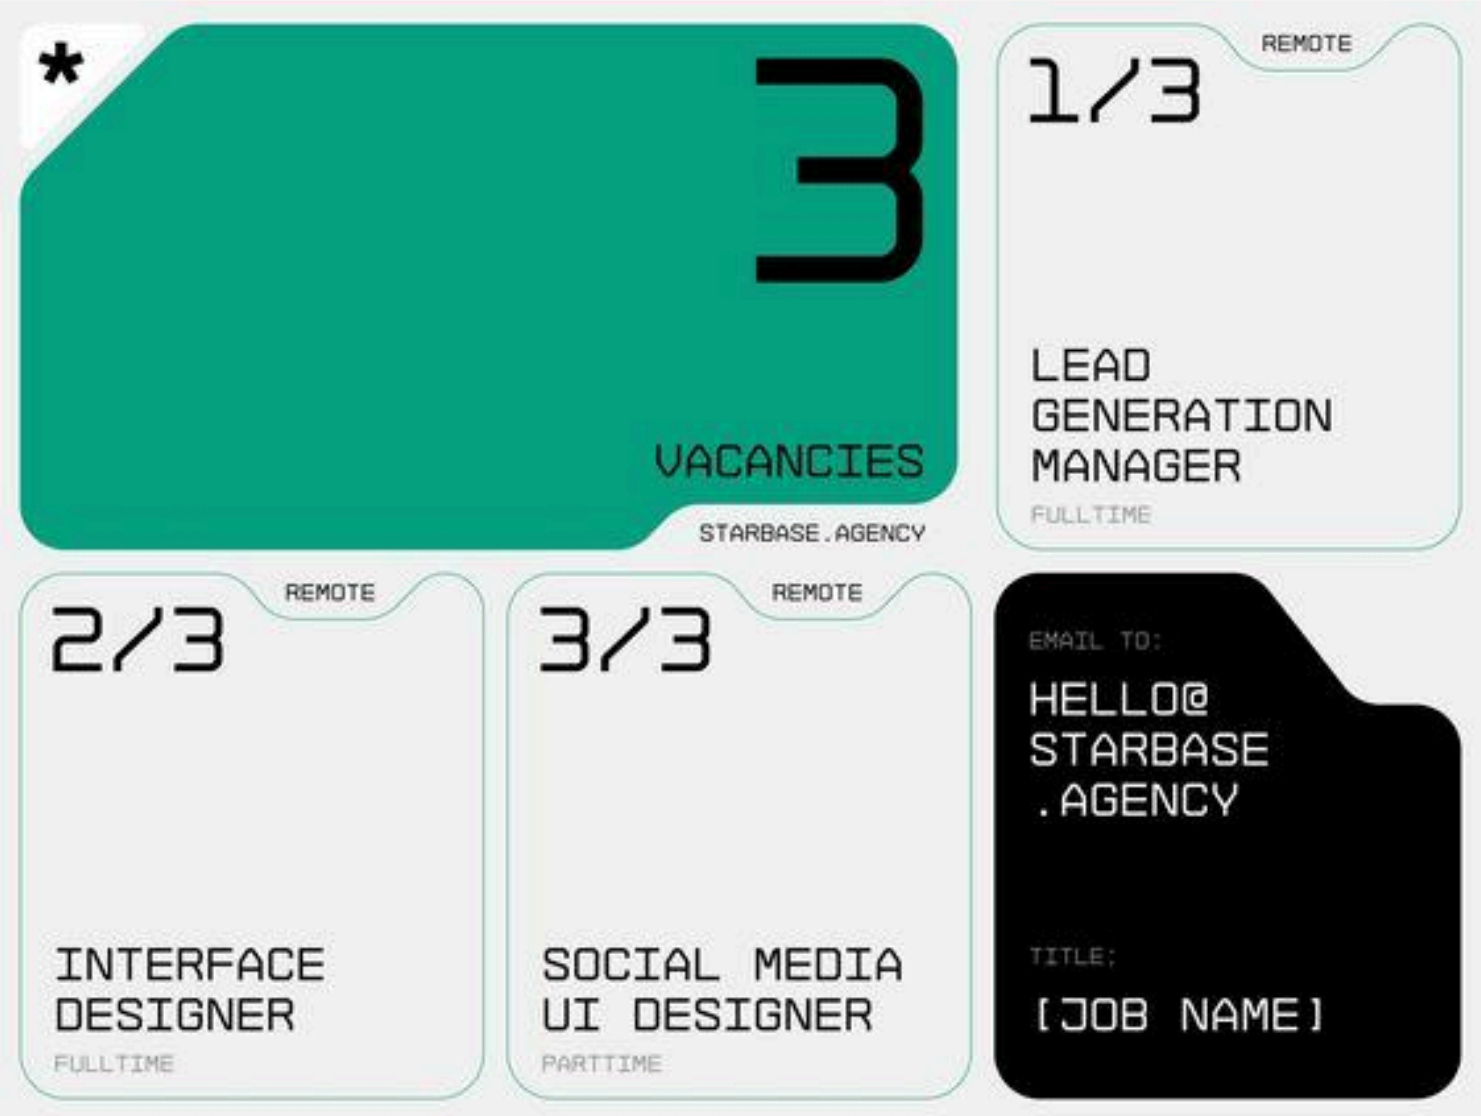 *
3
VACANCIES
STARBASE.AGENCY
REMOTE
1/3
LEAD
GENERATION
MANAGER
FULLTIME
REMOTE
2/3
INTERFACE
DESIGNER
FULLTIME
REMOTE
3/3
SOCIAL MEDIA
UI DESIGNER
PARTTIME
EMAIL TO:
HELLO@
STARBASE
.AGENCY
TITLE:
[JOB NAME]